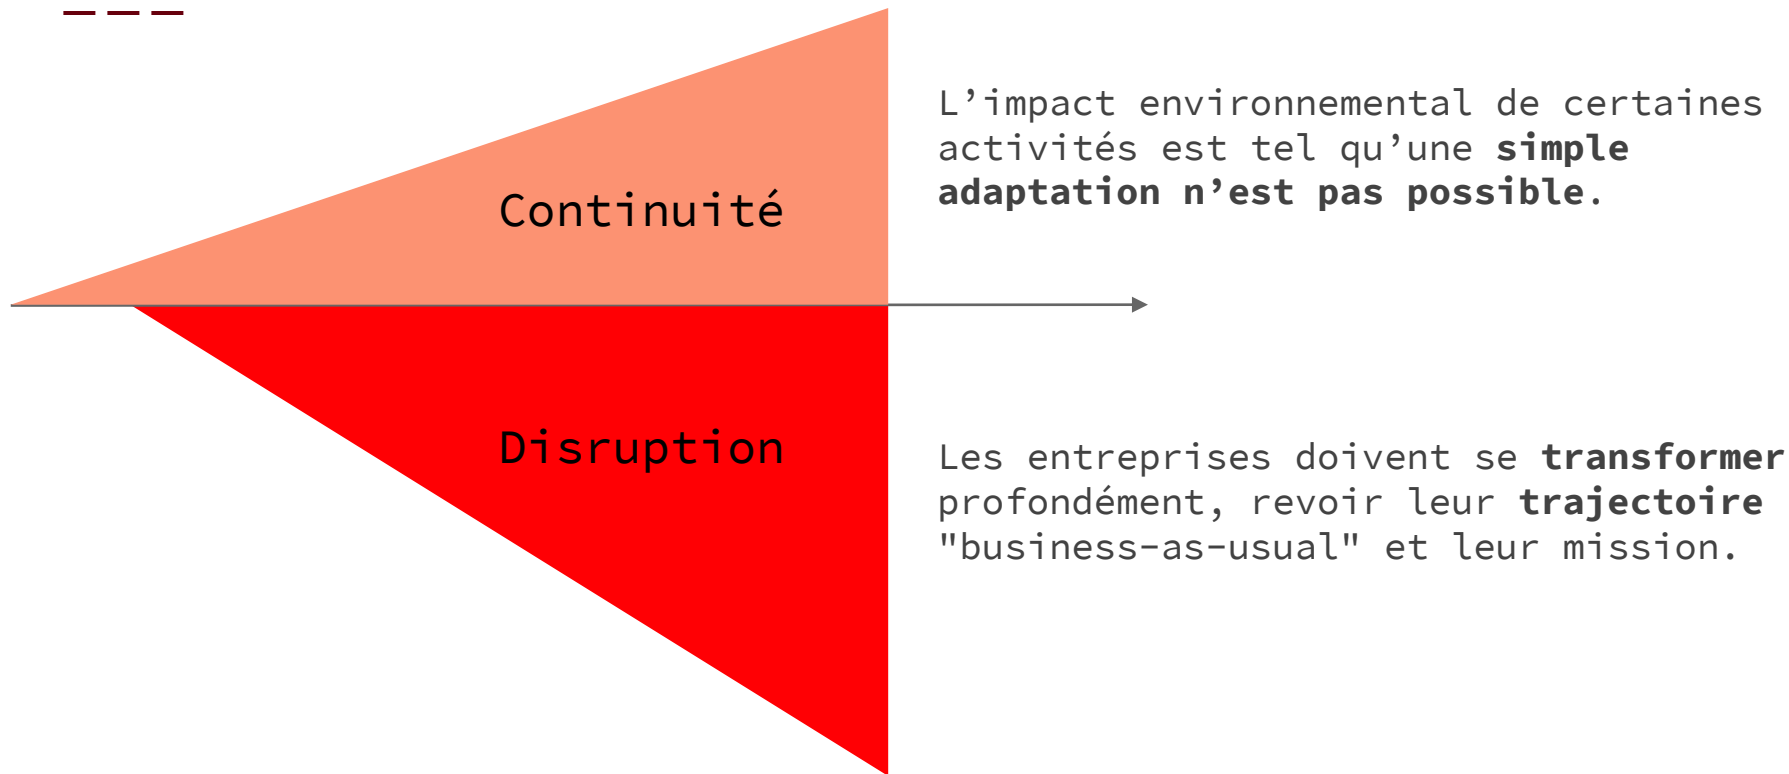 L’impact environnemental de certaines
activités est tel qu’une simple
adaptation n’est pas possible.
Continuité
Disruption
Les entreprises doivent se transformer
profondément, revoir leur trajectoire
"business-as-usual" et leur mission.